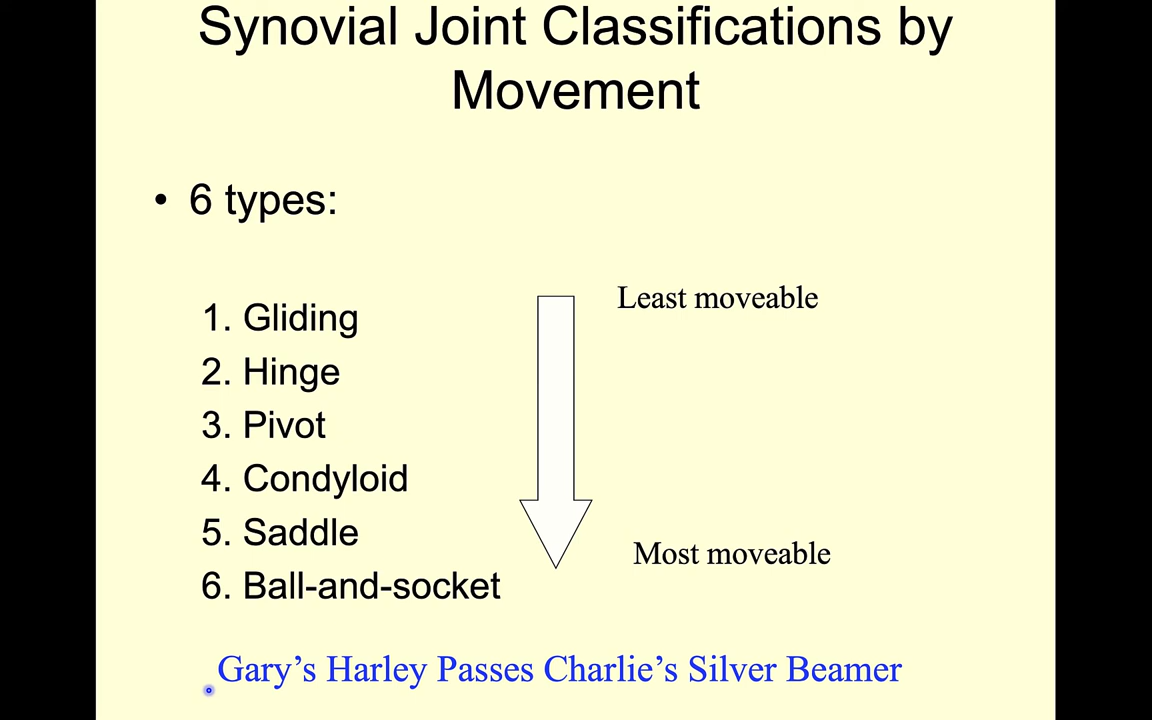 Synovial Joint Classifications by
Movement
• 6 types:
1. Gliding
Least moveable
2. Hinge
3. Pivot
4. Condyloid
5. Saddle
Most moveable
6. Ball-and-socket
Gary’s Harley Passes Charlie’s Silver Beamer